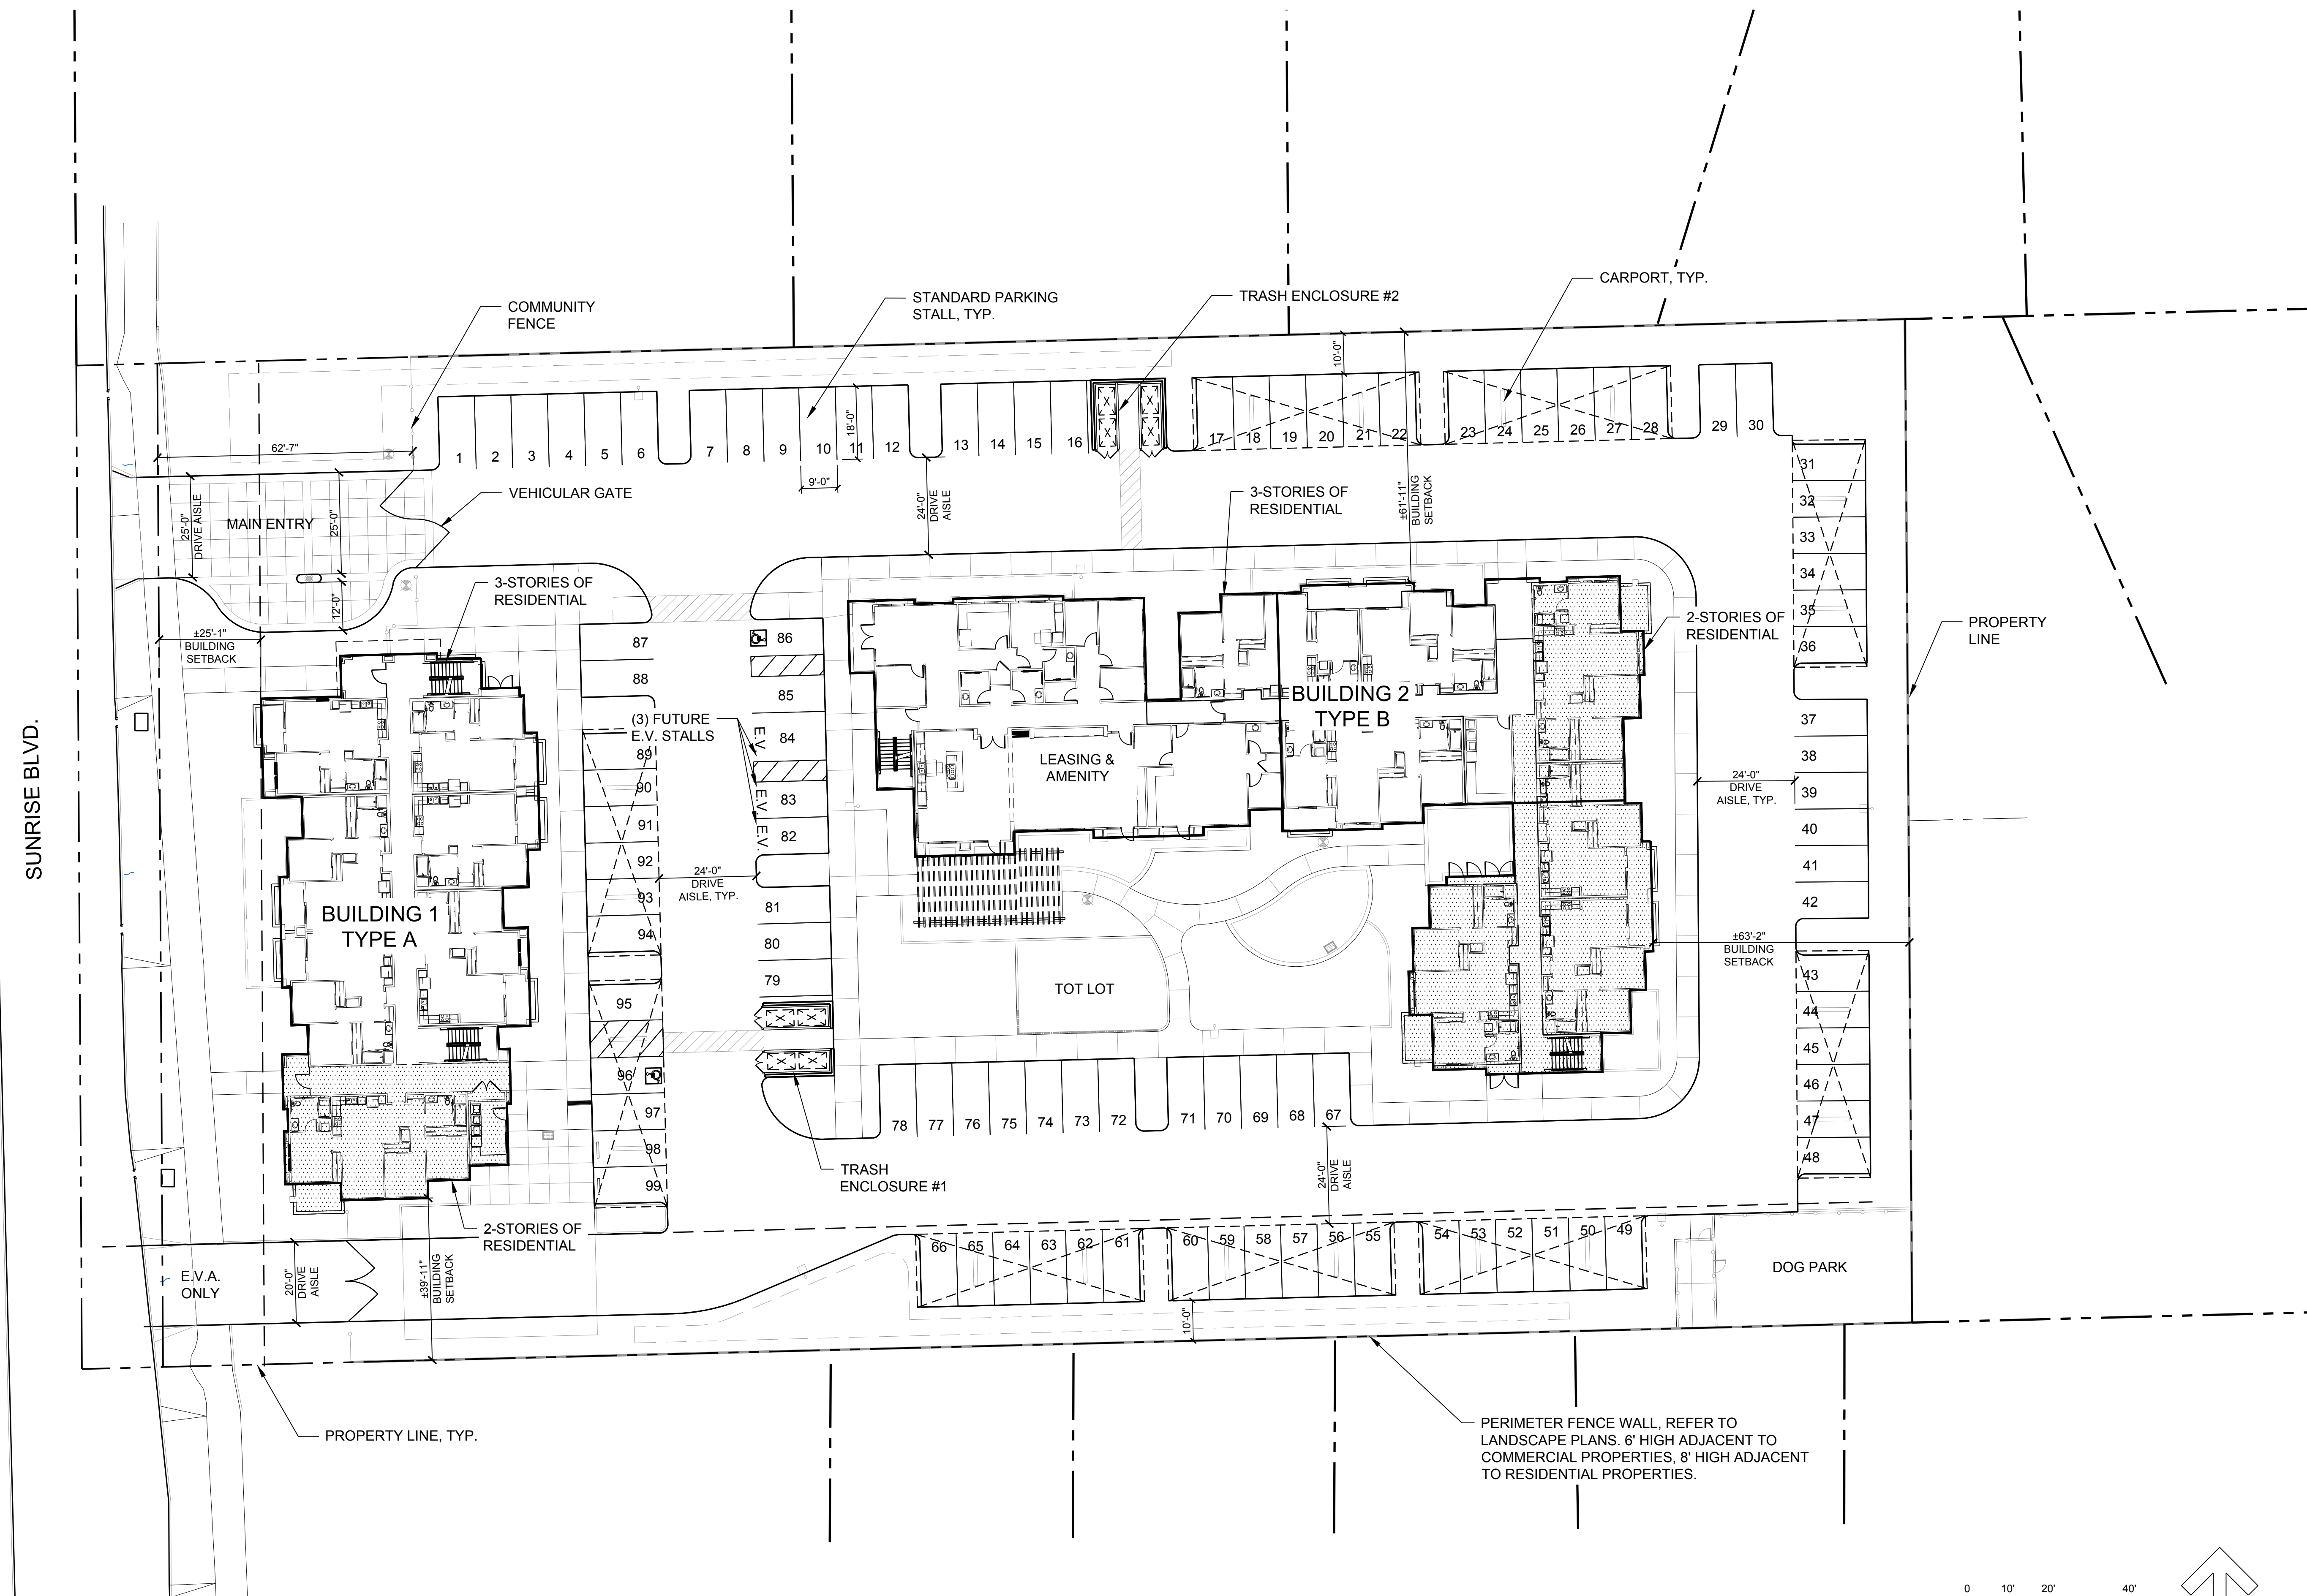 COMMUNITY
FENCE
STANDARD PARKING
STALL, TYP.
TRASH ENCLOSURE #2
CARPORT, TYP.
10'-0"
±61'-11"
BUILDING
SETBACK
62'-7"
1
2
3
4
5
6
7
8
9
10
11
12
18'-0"
9'-0"
13
14
15
16
X
X
X
X
17
18
19
20
21
22
23
24
25
26
27
28
29
30
VEHICULAR GATE
MAIN ENTRY
25'-0"
DRIVE AISLE
25'-0"
12'-0"
24'-0"
DRIVE
AISLE
3-STORIES OF
RESIDENTIAL
31
32
33
34
35
36
3-STORIES OF
RESIDENTIAL
2-STORIES OF
RESIDENTIAL
PROPERTY
LINE
±25'-1"
BUILDING
SETBACK
87
88
86
85
(3) FUTURE
E.V. STALLS
E.V.
84
E.V.
83
E.V.
82
89
90
91
92
93
94
24'-0"
DRIVE
AISLE, TYP.
81
80
79
BUILDING 2
TYPE B
LEASING &
AMENITY
37
38
39
40
41
42
24'-0"
DRIVE
AISLE, TYP.
SUNRISE BLVD.
BUILDING 1
TYPE A
±63'-2"
BUILDING
SETBACK
TOT LOT
95
96
97
98
99
X
X
X
X
43
44
45
46
47
48
78
77
76
75
74
73
72
71
70
69
68
67
TRASH
ENCLOSURE #1
24'-0"
DRIVE
AISLE
2-STORIES OF
RESIDENTIAL
66
65
64
63
62
61
60
59
58
57
56
55
54
53
52
51
50
49
E.V.A.
ONLY
20'-0"
DRIVE
AISLE
±39'-11"
BUILDING
SETBACK
10'-0"
DOG PARK
PROPERTY LINE, TYP.
PERIMETER FENCE WALL, REFER TO
LANDSCAPE PLANS. 6' HIGH ADJACENT TO
COMMERCIAL PROPERTIES, 8' HIGH ADJACENT
TO RESIDENTIAL PROPERTIES.
0 10' 20' 40'